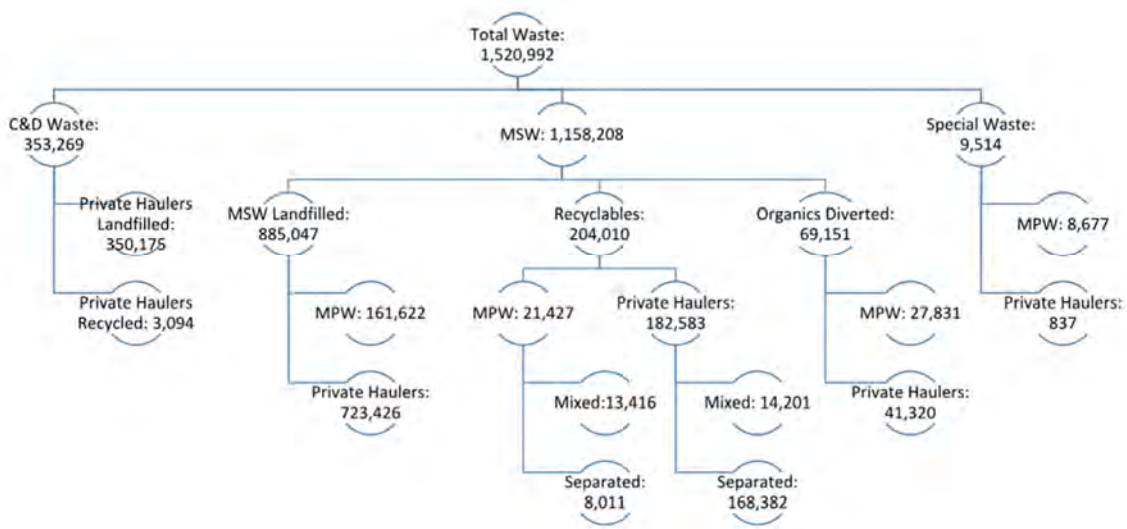 Total Waste:
1,520,992
C&D Waste:
353,269
MSW: 1,158,208
Special Waste:
9,514
Private Haulers
Landfilled:
350,175
Private Haulers
Recycled: 3,094
MSW Landfilled:
885,047
MPW: 161,622
Private Haulers:
723,426
Recyclables:
204,010
MPW: 21,427
Mixed:13,416
Separated:
8,011
Private Haulers:
182,583
Mixed: 14,201
Separated:
168,382
Organics Diverted:
69,151
MPW: 27,831
Private Haulers:
41,320
MPW: 8,677
Private Haulers:
837